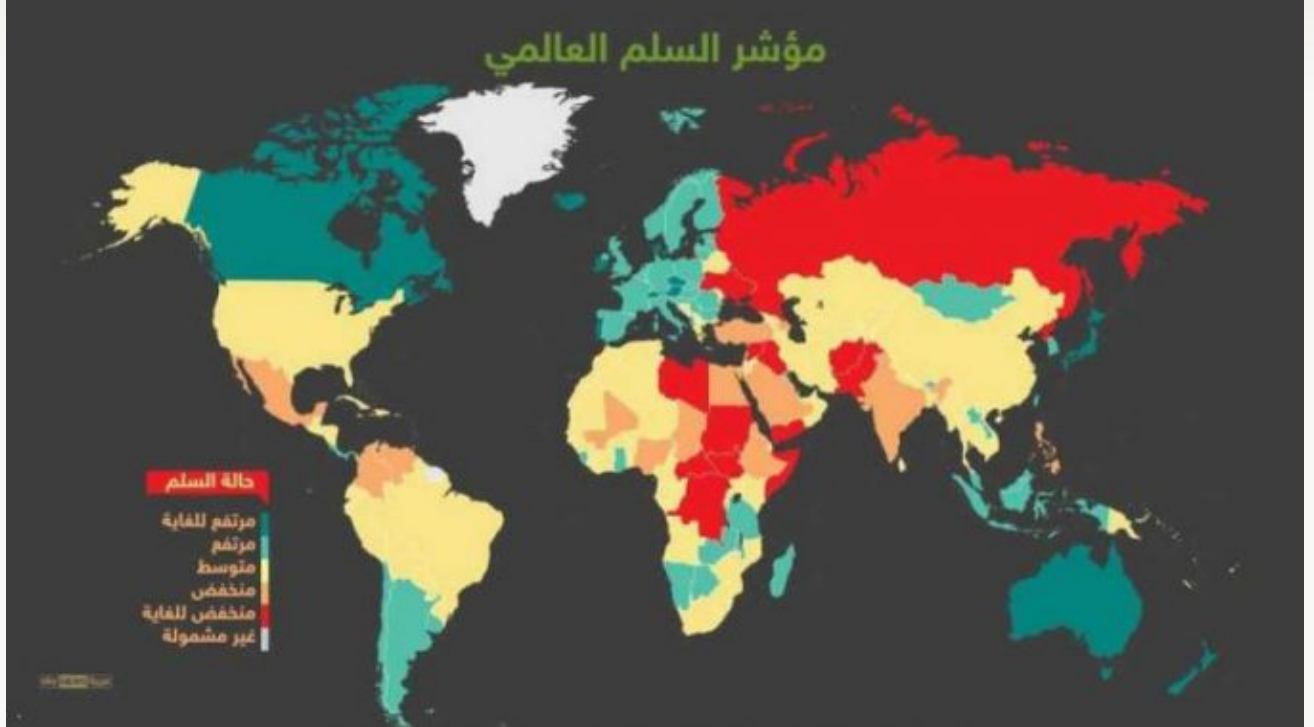 مؤشر السلم العالمي
حالة السلم
مرتفع للغاية
مرتفع
متوسط
منخفض
منخفض للغاية
غير مشمولة